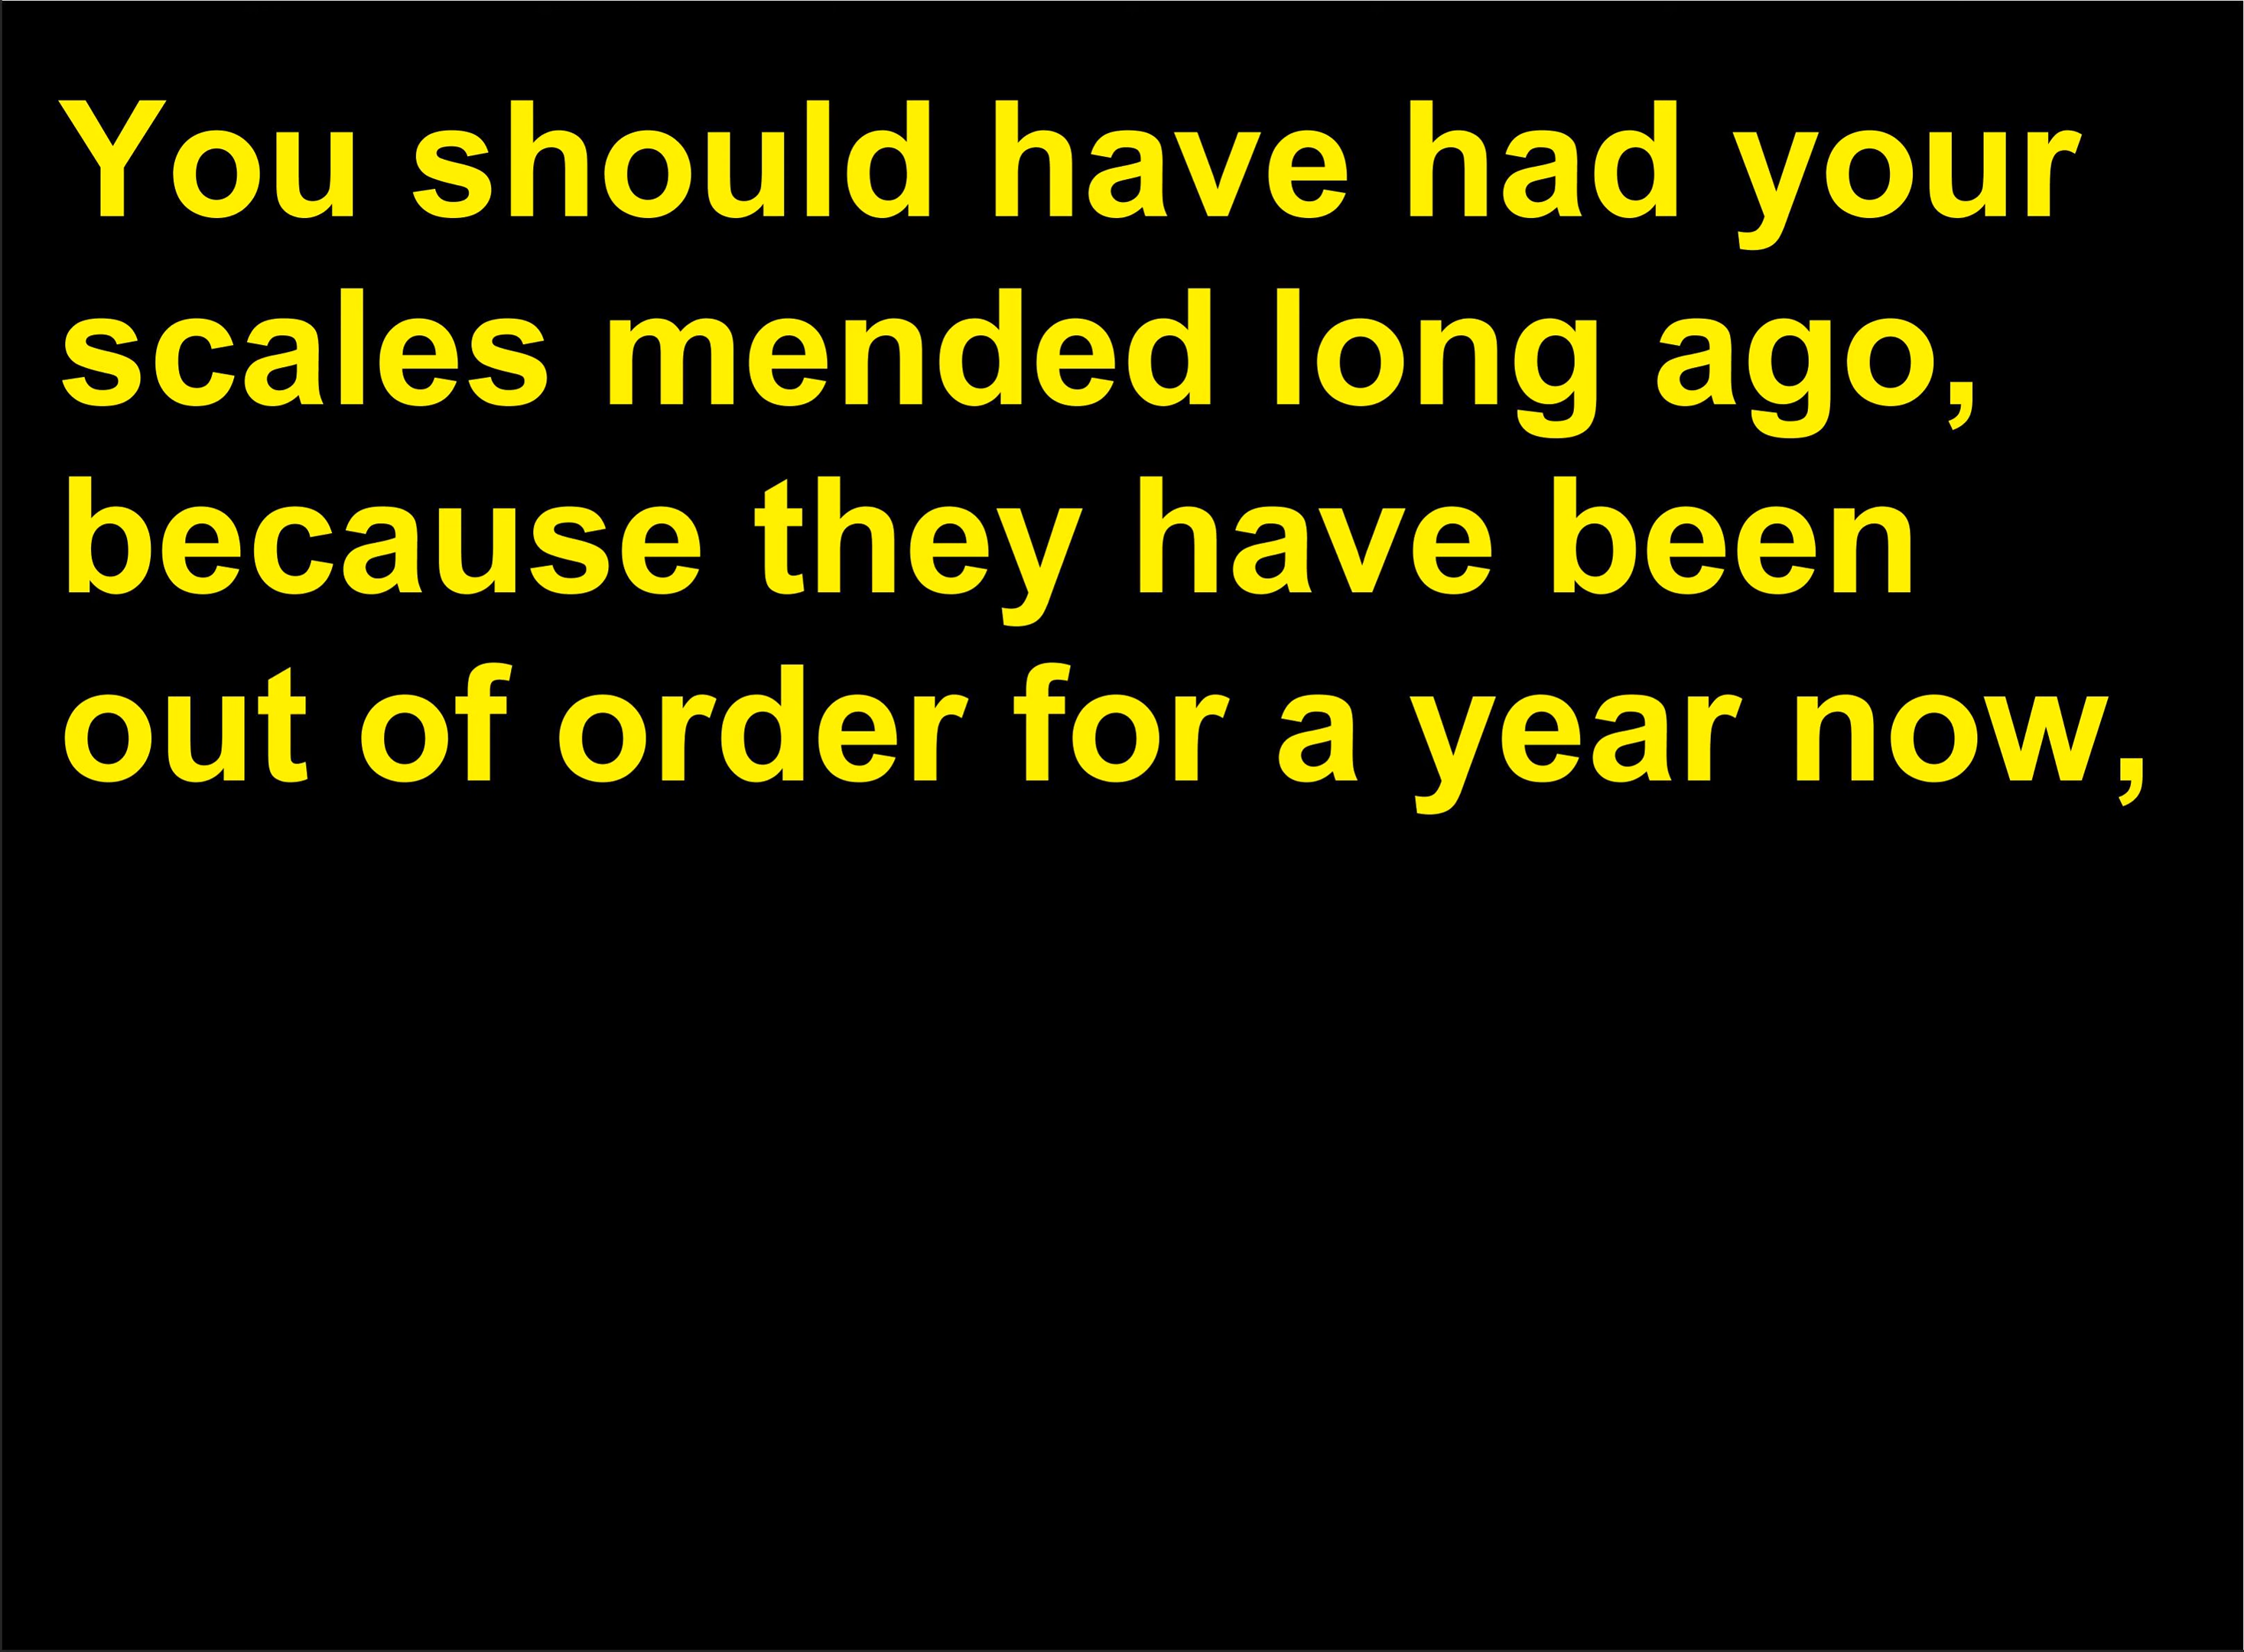 You should have had your
scales mended long ago,
because they have been
out of order for a year now,